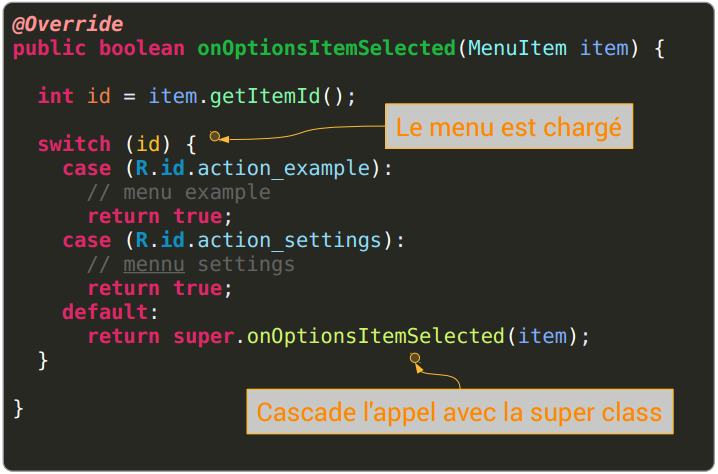 @Override
public boolean onOptionsItemSelected(MenuItem item) {
int id = item.getItemId();
Le menu est chargé
switch (id) {
case (R.id.action_example):
// menu example
return true;
case (R.id.action_settings):
// mennu settings
return true;
default:
return super.onOptionsItemSelected(item);
}
Cascade l'appel avec la super class
}